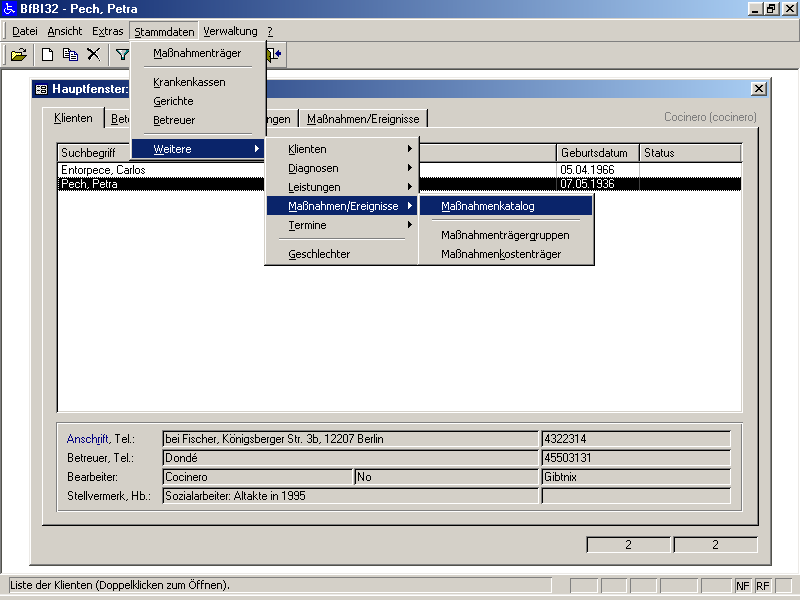 BfBI32 - Pech, Petra
Datei Ansicht Extras Stammdaten Verwaltung ?
Maßnahmenträger
Krankenkassen
Gerichte
Betreuer
Weitere
Hauptfenster:
Klienten ngen Maßnahmen/Ereignisse Cocinero (cocinero)
Suchbegriff Geburtsdatum Status
Entorpece, Carlos 05.04.1966
Pech, Petra 07.05.1936
Klienten
Diagnosen
Leistungen
Maßnahmen/Ereignisse
Termine
Geschlechter
Maßnahmenkatalog
Maßnahmenträgergruppen
Maßnahmenkostenträger
Anschrift, Tel.: bei Fischer, Königsberger Str. 3b, 12207 Berlin 4322314
Betreuer, Tel.: Dondé 45503131
Bearbeiter: Cocinero No Gibtnix
Stellvermerk, Hb.: Sozialarbeiter: Altakte in 1995
2 2
Liste der Klienten (Doppelklicken zum Öffnen). NF RF